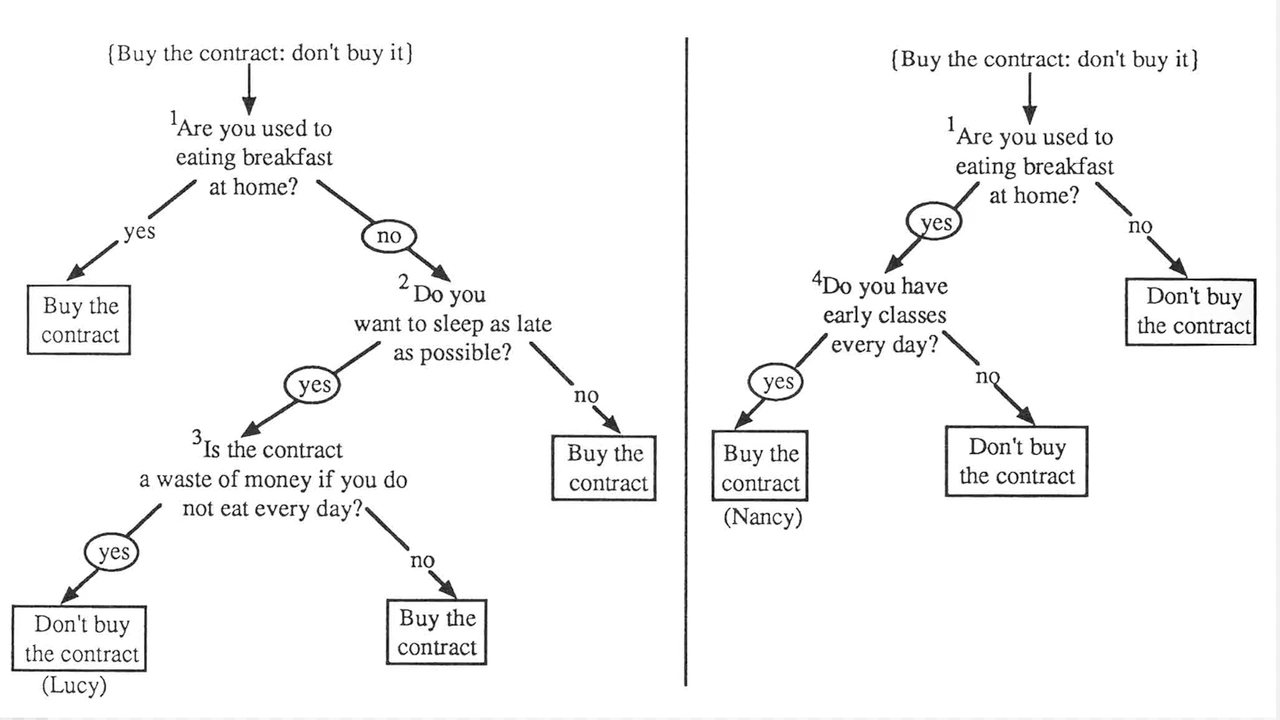 {Buy the contract: don't buy it}
1Are you used to
eating breakfast
at home?
yes
no
Buy the
contract
2 Do you
want to sleep as late
as possible?
yes
no
3Is the contract
a waste of money if you do
not eat every day?
Buy the
contract
yes
no
Don't buy
the contract
(Lucy)
Buy the
contract
{Buy the contract: don't buy it}
1Are you used to
eating breakfast
at home?
yes
no
4Do you have
early classes
every day?
Don't buy
the contract
yes
no
Buy the
contract
(Nancy)
Don't buy
the contract